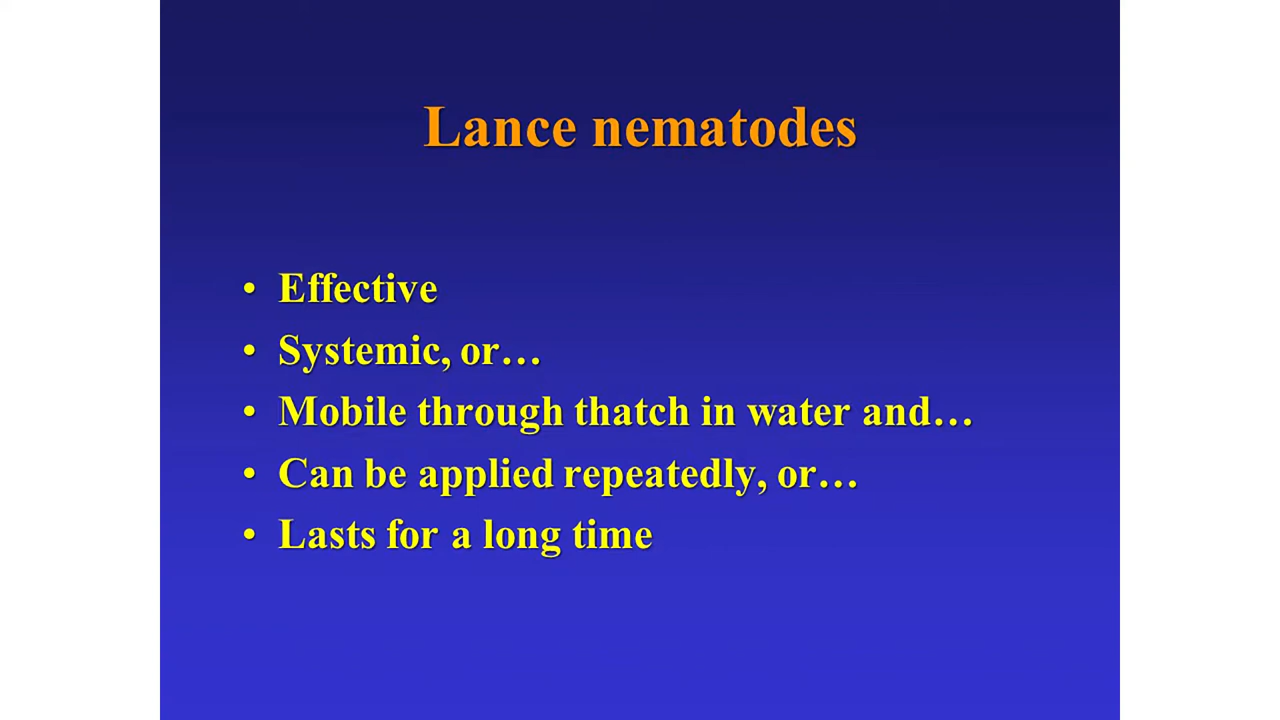 Lance nematodes
• Effective
• Systemic, or…
• Mobile through thatch in water and…
• Can be applied repeatedly, or…
• Lasts for a long time